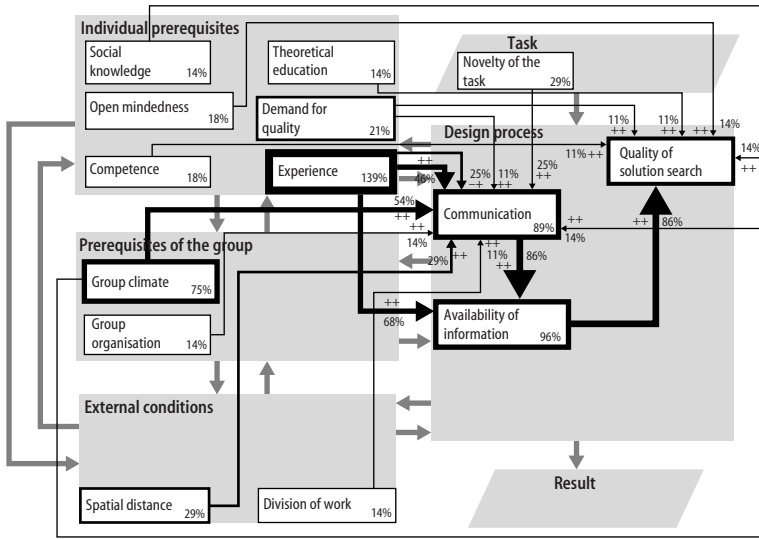 Individual prerequisites
Social
knowledge
14%
Theoretical
education
14%
Open mindedness
18%
Demand for
quality
21%
Competence
18%
Experience
139%
Task
Novelty of the
task
29%
Design process
11%
++
11%
++
++
14%
11%
++
Quality of
solution search
14%
++
++
46%
25%
–+
11%
++
25%
++
54%
++
++
14%
Communication
89%
++
14%
++
86%
Prerequisites of the group
Group climate
75%
Group
organisation
14%
29%
++
++
11%
++
86%
++
68%
Availability of
information
96%
External conditions
Spatial distance
29%
Division of work
14%
Result